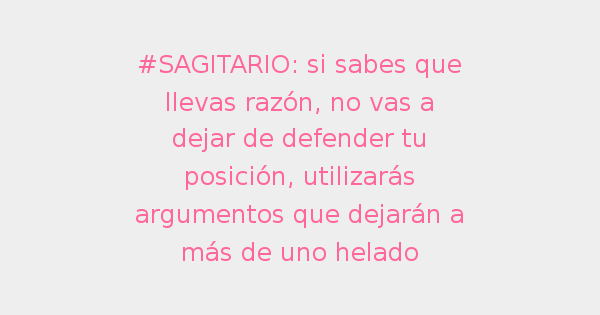 #SAGITARIO: si sabes que
llevas razón, no vas a
dejar de defender tu
posición, utilizarás
argumentos que dejarán a
más de uno helado